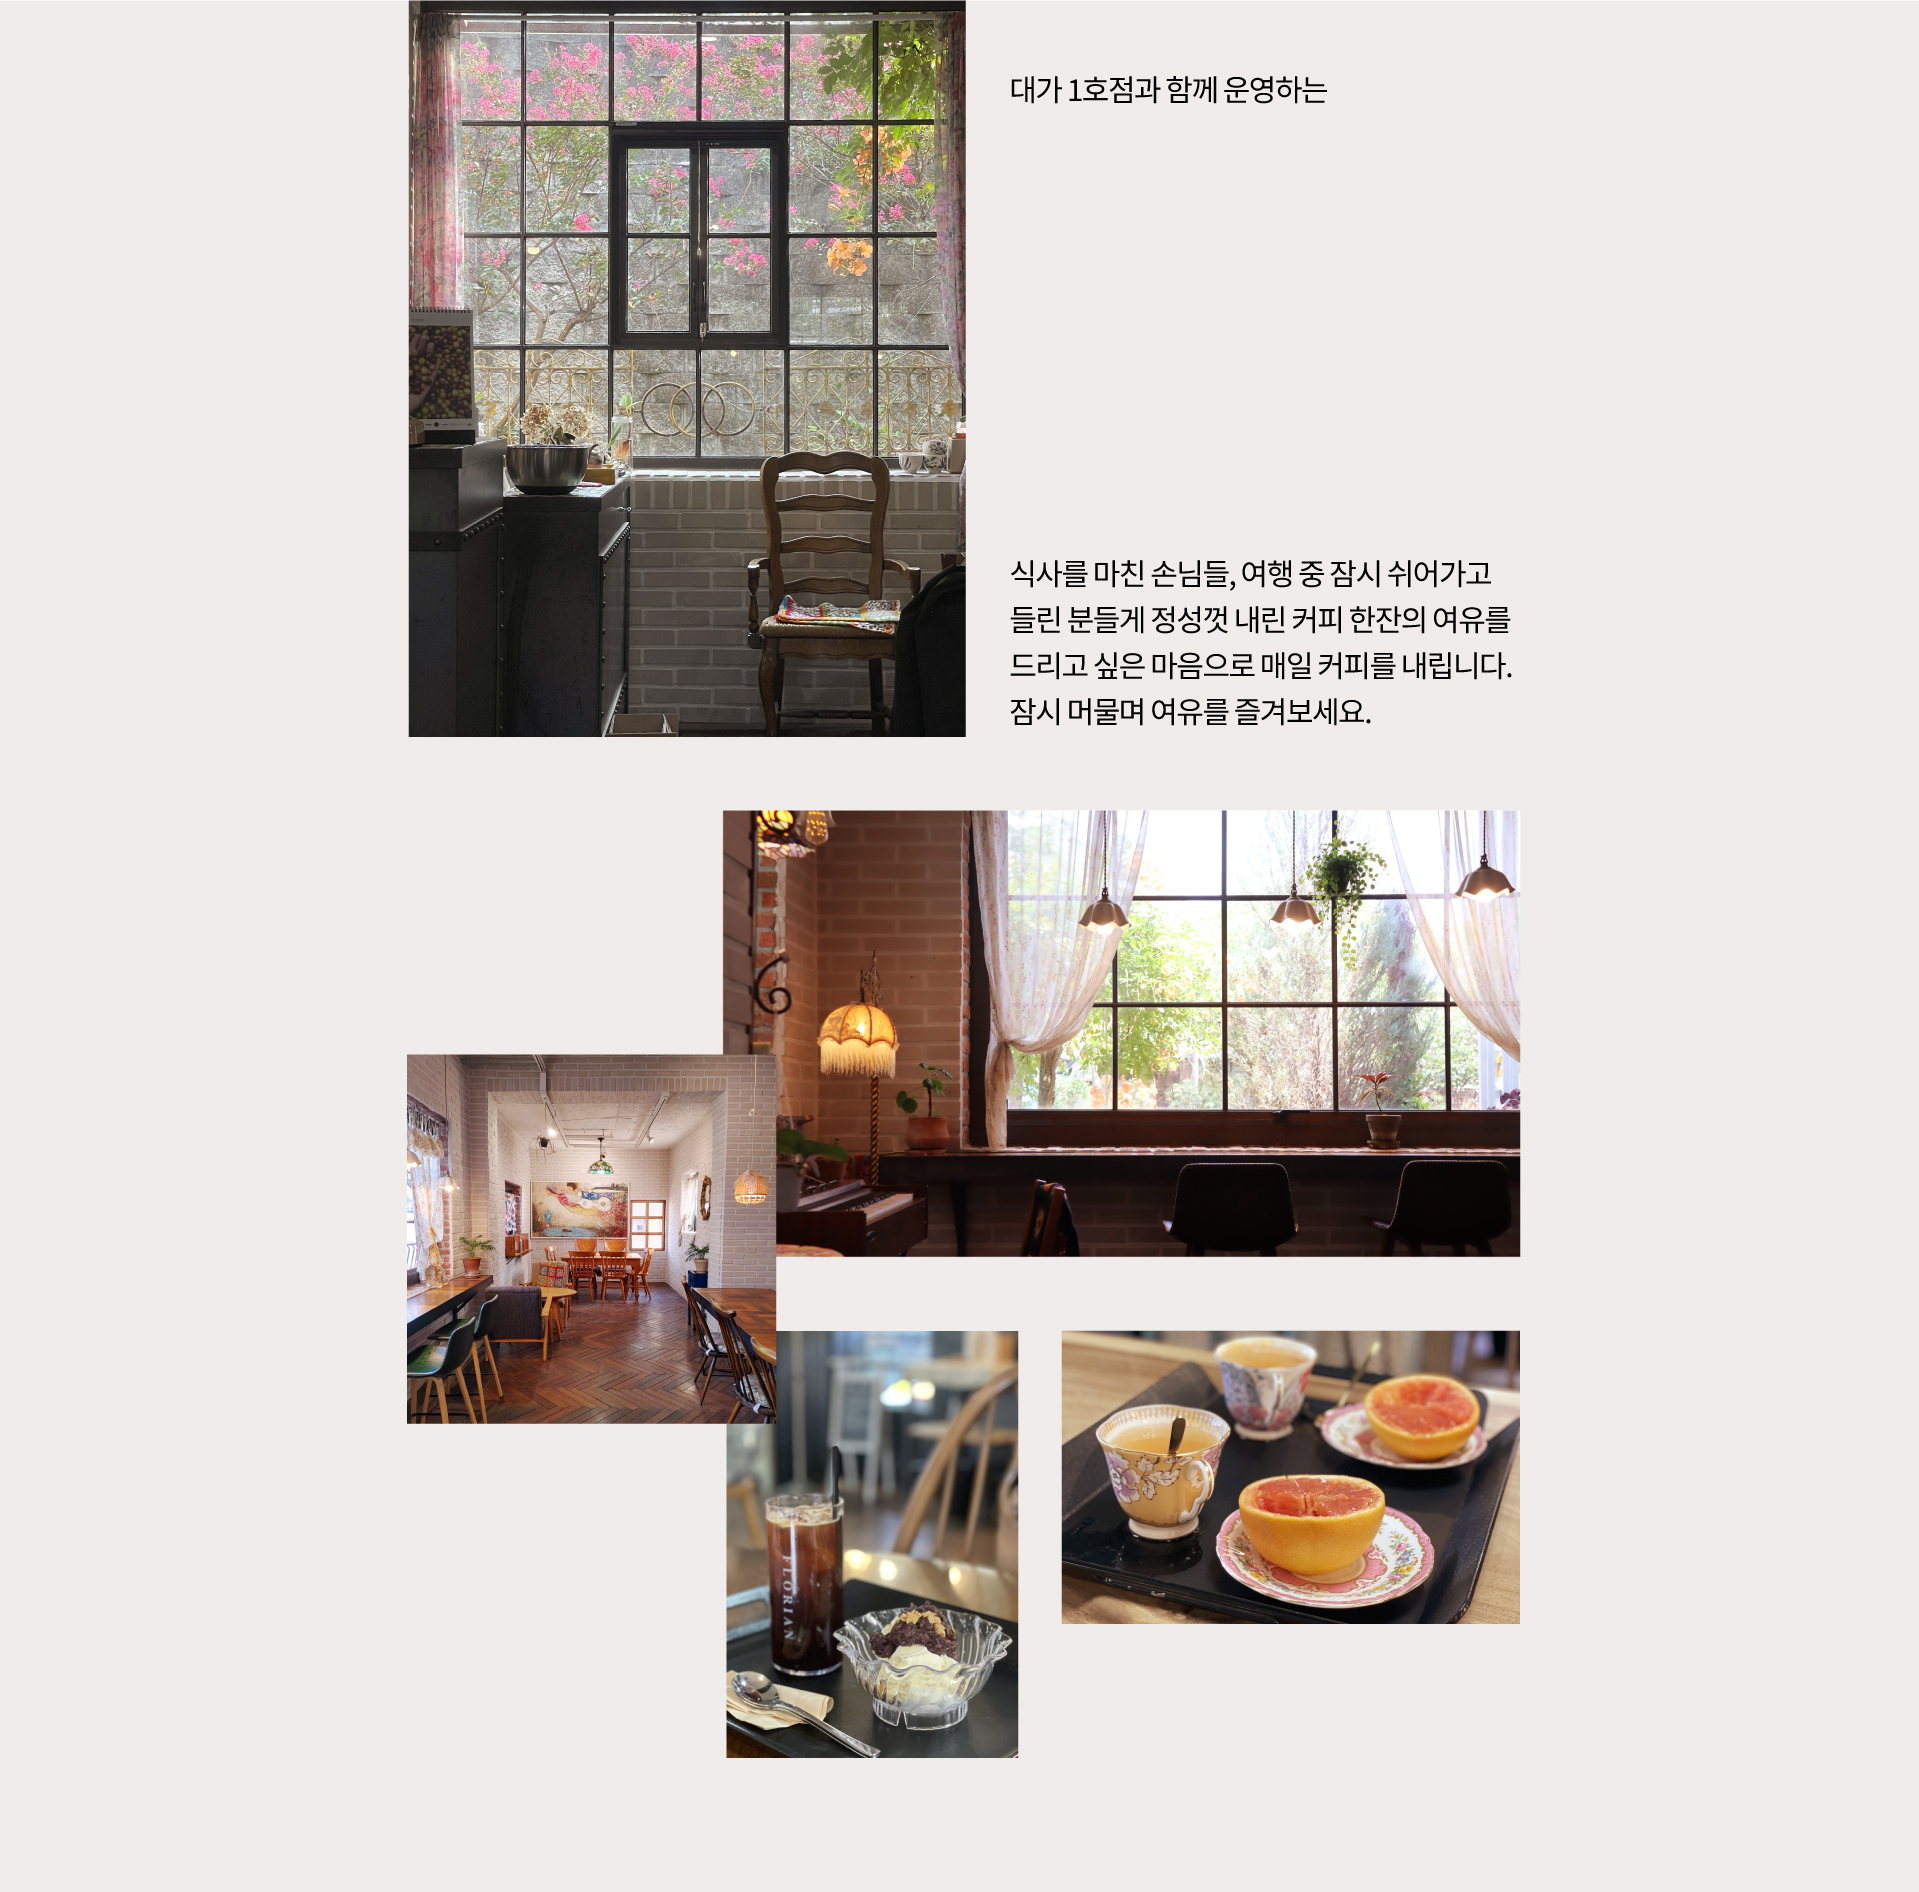 대가 1호점과 함께 운영하는
식사를 마친 손님들, 여행 중 잠시 쉬어가고
들린 분들게 정성껏 내린 커피 한잔의 여유를
드리고 싶은 마음으로 매일 커피를 내립니다.
잠시 머물며 여유를 즐겨보세요.
FLORIAN